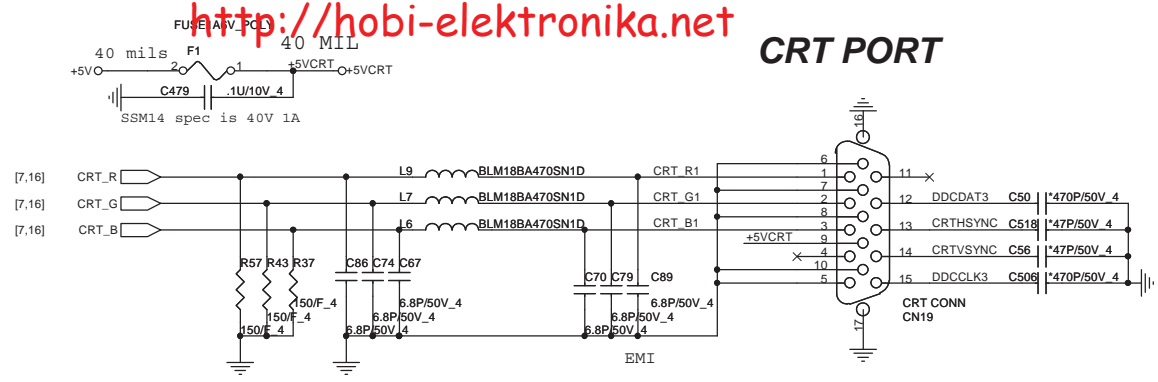 http://hobi-elektronika.net
FUSE1A6V_POLY
40 mils
F1
40 MIL
CRT PORT
+5V
2
1
+5VCRT
+5VCRT
C479
.1U/10V_4
SSM14 spec is 40V 1A
16
6
[7,16]
CRT_R
L9
BLM18BA470SN1D
CRT_R1
1
11
7
[7,16]
CRT_G
L7
BLM18BA470SN1D
CRT_G1
2
12
DDCDAT3
C50
*470P/50V_4
8
[7,16]
CRT_B
L6
BLM18BA470SN1D
CRT_B1
3
13
CRTHSYNC
C518
*47P/50V_4
+5VCRT
9
4
14
CRTVSYNC
C56
*47P/50V_4
10
5
15
DDCCLK3
C506
*470P/50V_4
R57
R43
R37
C86
C74
C67
C70
C79
C89
150/F_4
150/F_4
150/F_4
6.8P/50V_4
6.8P/50V_4
6.8P/50V_4
6.8P/50V_4
6.8P/50V_4
6.8P/50V_4
CRT CONN
CN19
17
EMI